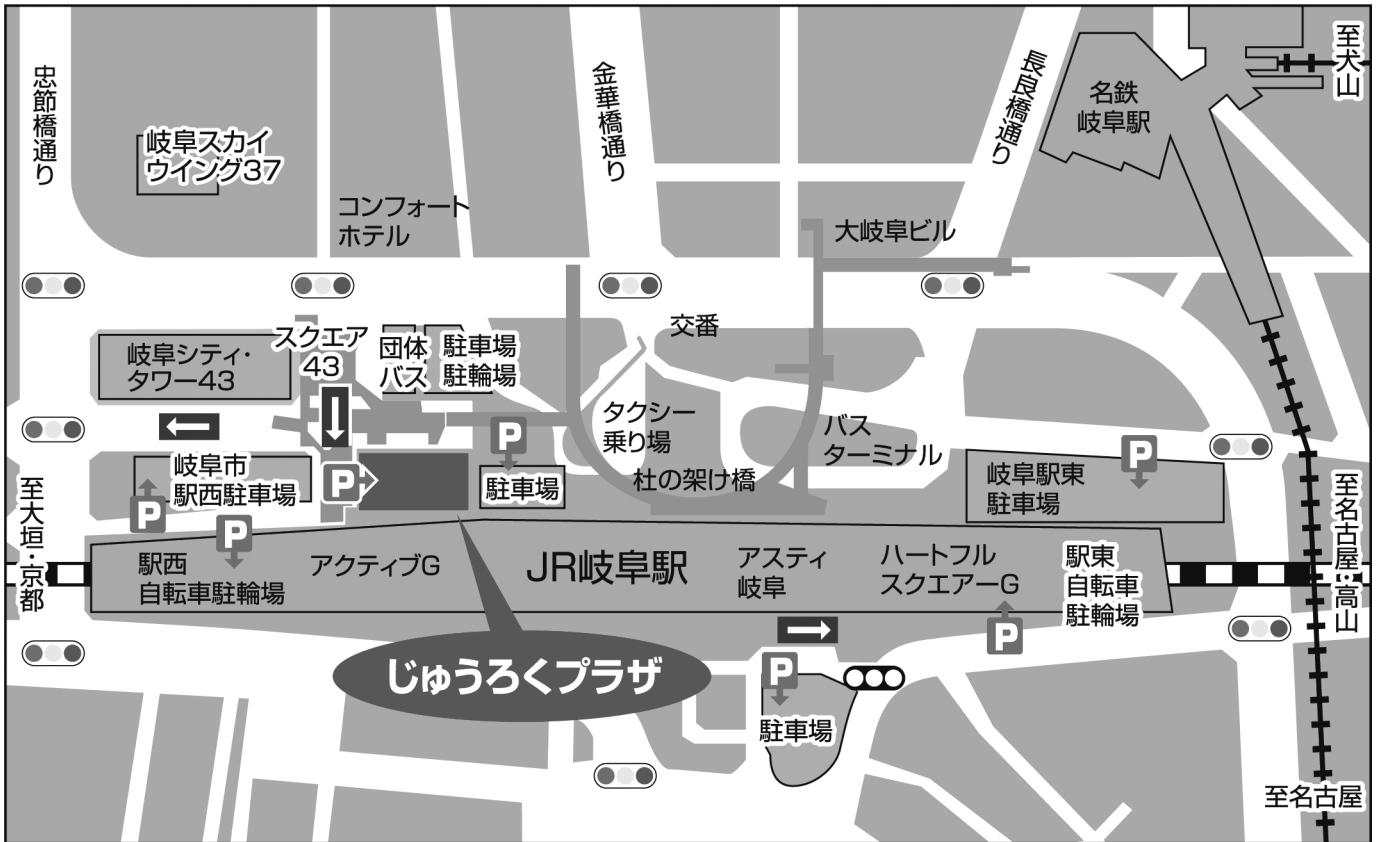 忠節橋通り
岐阜スカイ
ウイング37
コンフォート
ホテル
金華橋通り
大岐阜ビル
長良橋通り
名鉄
岐阜駅
至犬山
岐阜シティ・
タワー43
スクエア
43
団体
バス
駐車場
駐輪場
交番
タクシー
乗り場
杜の架け橋
バス
ターミナル
P
P
岐阜駅東
駐車場
岐阜市
駅西駐車場
P
駐車場
P
P
至大垣・京都
駅西
自転車駐輪場
アクティブG
JR岐阜駅
アスティ
岐阜
ハートフル
スクエアーG
駅東
自転車
駐輪場
至名古屋・高山
P
じゅうろくプラザ
P
駐車場
至名古屋